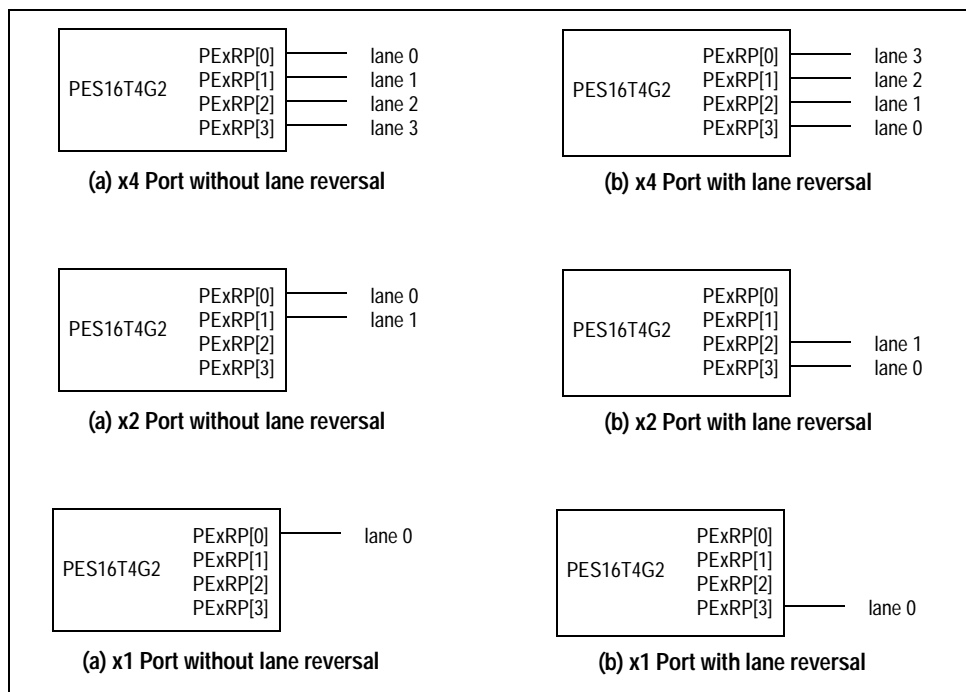 PES16T4G2
PExRP[0] lane 0
PExRP[1] lane 1
PExRP[2] lane 2
PExRP[3] lane 3
(a) x4 Port without lane reversal
PES16T4G2
PExRP[0] lane 3
PExRP[1] lane 2
PExRP[2] lane 1
PExRP[3] lane 0
(b) x4 Port with lane reversal
PES16T4G2
PExRP[0] lane 0
PExRP[1] lane 1
PExRP[2]
PExRP[3]
(a) x2 Port without lane reversal
PES16T4G2
PExRP[0]
PExRP[1]
PExRP[2] lane 1
PExRP[3] lane 0
(b) x2 Port with lane reversal
PES16T4G2
PExRP[0] lane 0
PExRP[1]
PExRP[2]
PExRP[3]
(a) x1 Port without lane reversal
PES16T4G2
PExRP[0]
PExRP[1]
PExRP[2]
PExRP[3] lane 0
(b) x1 Port with lane reversal